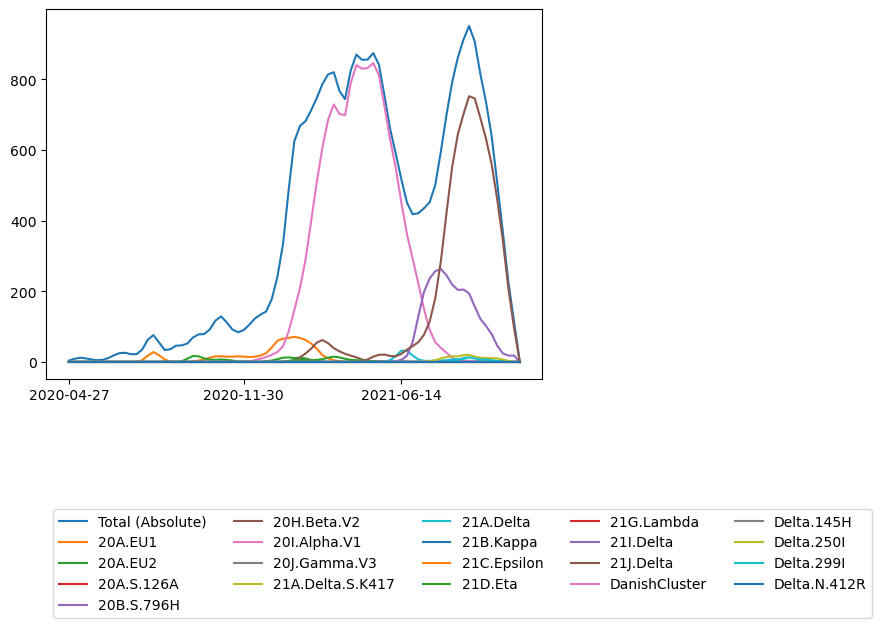 800
600
400
200
0
2020-04-27 2020-11-30 2021-06-14
Total (Absolute) 20H.Beta.V2 21A.Delta 21G.Lambda Delta.145H
20A.EU1 20I.Alpha.V1 21B.Kappa 21I.Delta Delta.250I
20A.EU2 20J.Gamma.V3 21C.Epsilon 21J.Delta Delta.299I
20A.S.126A 21A.Delta.S.K417 21D.Eta DanishCluster Delta.N.412R
20B.S.796H